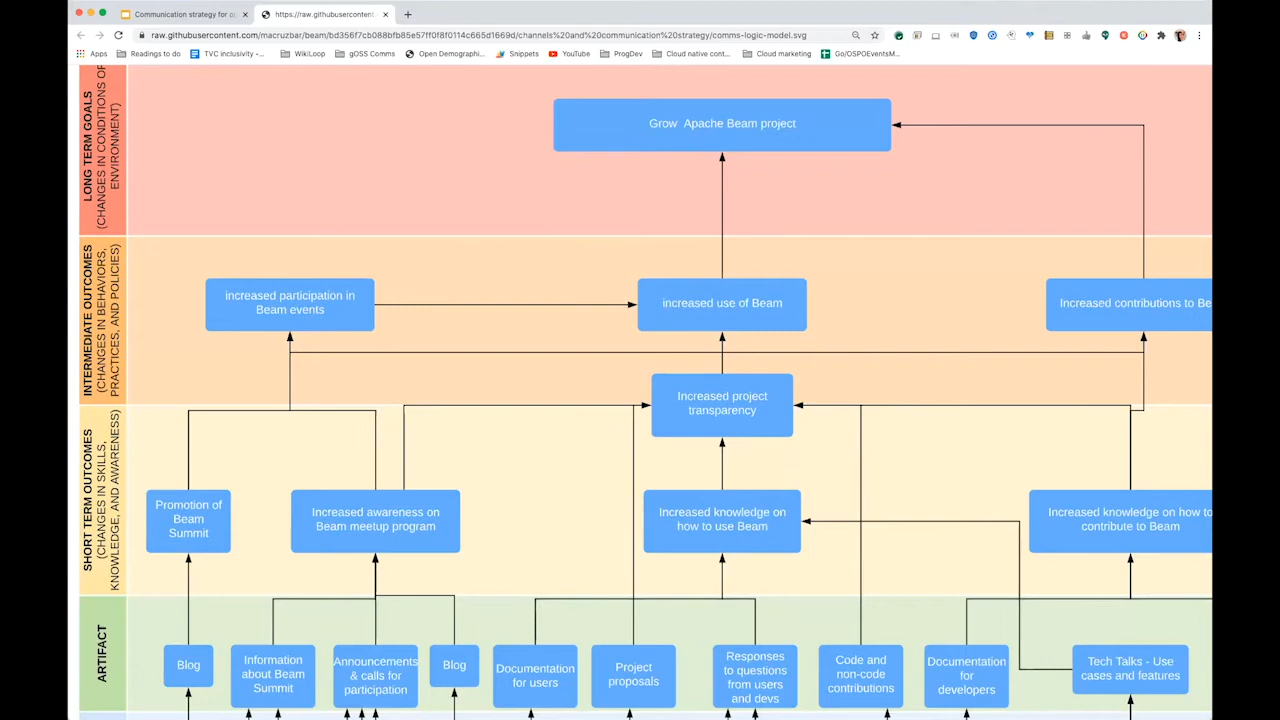 Communication strategy for op
https://raw.githubusercontent.
raw.githubusercontent.com/macruzbar/beam/bd356f7cb088bfb85e57ff0f8f0114c665d1669d/channels%20and%20communication%20strategy/comms-logic-model.svg
Apps
Readings to do
TVC inclusivity -...
WikiLoop
gOSS Comms
Open Demographi...
Snippets
YouTube
ProgDev
Cloud native cont...
Cloud marketing
Go/OSPOEventsM...
LONG TERM GOALS
(CHANGES IN CONDITIONS OF
ENVIRONMENT)
Grow Apache Beam project
INTERMEDIATE OUTCOMES
(CHANGES IN BEHAVIORS,
PRACTICES, AND POLICIES)
increased participation in
Beam events
increased use of Beam
Increased contributions to Be
Increased project
transparency
SHORT TERM OUTCOMES
(CHANGES IN SKILLS,
KNOWLEDGE, AND AWARENESS)
Promotion of
Beam
Summit
Increased awareness on
Beam meetup program
Increased knowledge on
how to use Beam
Increased knowledge on how to
contribute to Beam
ARTIFACT
Blog
Information
about Beam
Summit
Announcements
& calls for
participation
Blog
Documentation
for users
Project
proposals
Responses
to questions
from users
and devs
Code and
non-code
contributions
Documentation
for
developers
Tech Talks - Use
cases and features